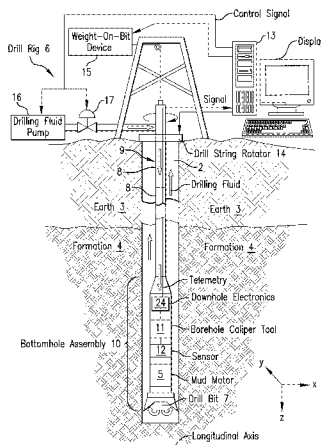 Control Signal
13
Weight-On-Bit
Device
Display
Drill Rig 6
15
16
17
Signal
Drilling Fluid
Pump
Drill String Rotator 14
9
2
8
8
Drilling Fluid
Earth 3
Earth 3
Formation 4
Formation 4
Telemetry
24
Downhole Electronics
11
Borehole Caliper Tool
Bottomhole Assembly 10
12
Sensor
5
Mud Motor
Drill Bit 7
y
x
z
Longitudinal Axis